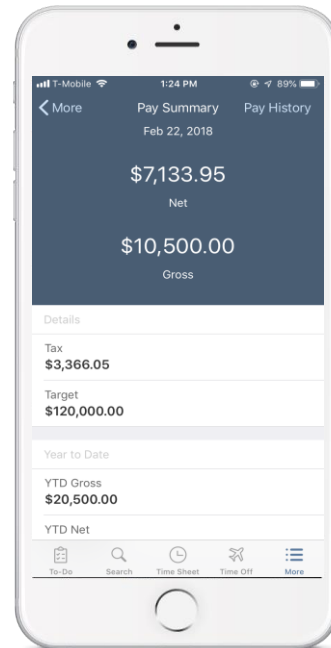 T-Mobile 1:24 PM 89%
More Pay Summary Pay History
Feb 22, 2018
$7,133.95
Net
$10,500.00
Gross
Details
Tax
$3,366.05
Target
$120,000.00
Year to Date
YTD Gross
$20,500.00
YTD Net
To-Do Search Time Sheet Time Off More